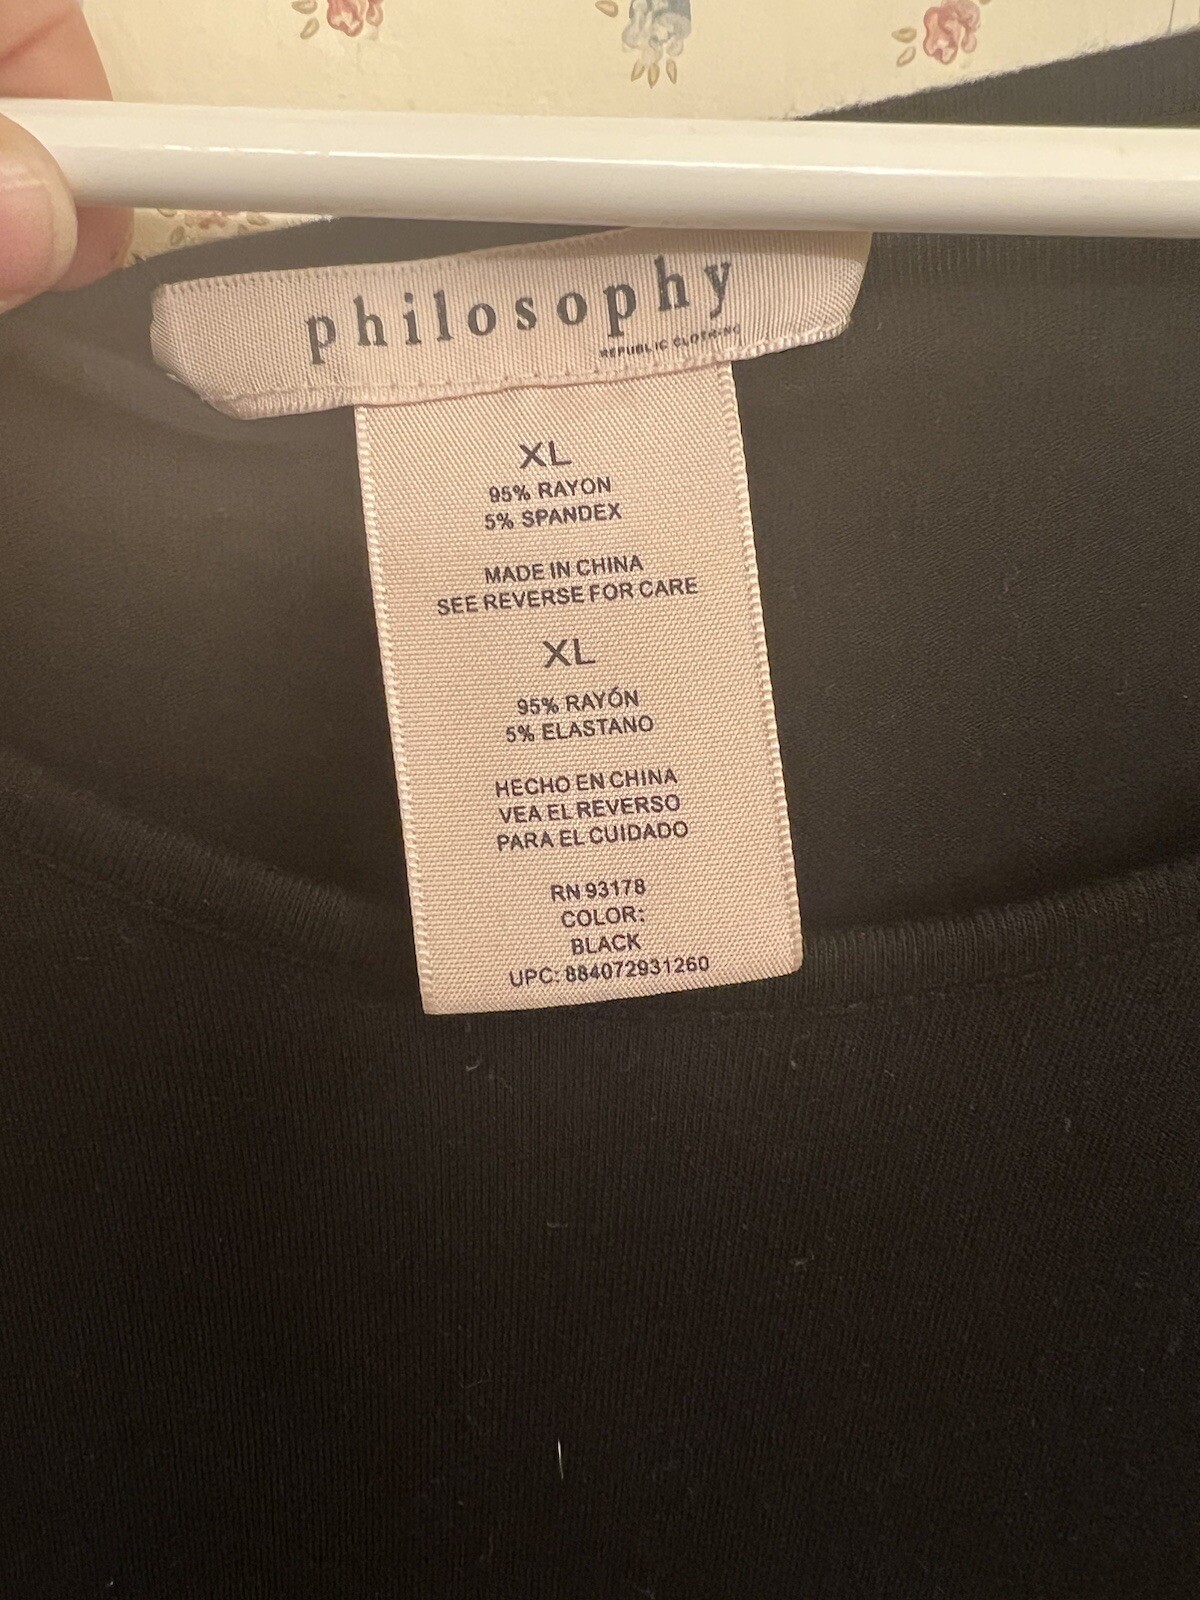 philosophy
REPUBLIC CLOTHING
XL
95% RAYON
5% SPANDEX
MADE IN CHINA
SEE REVERSE FOR CARE
XL
95% RAYÓN
5% ELASTANO
HECHO EN CHINA
VEA EL REVERSO
PARA EL CUIDADO
RN 93178
COLOR:
BLACK
UPC: 884072931260